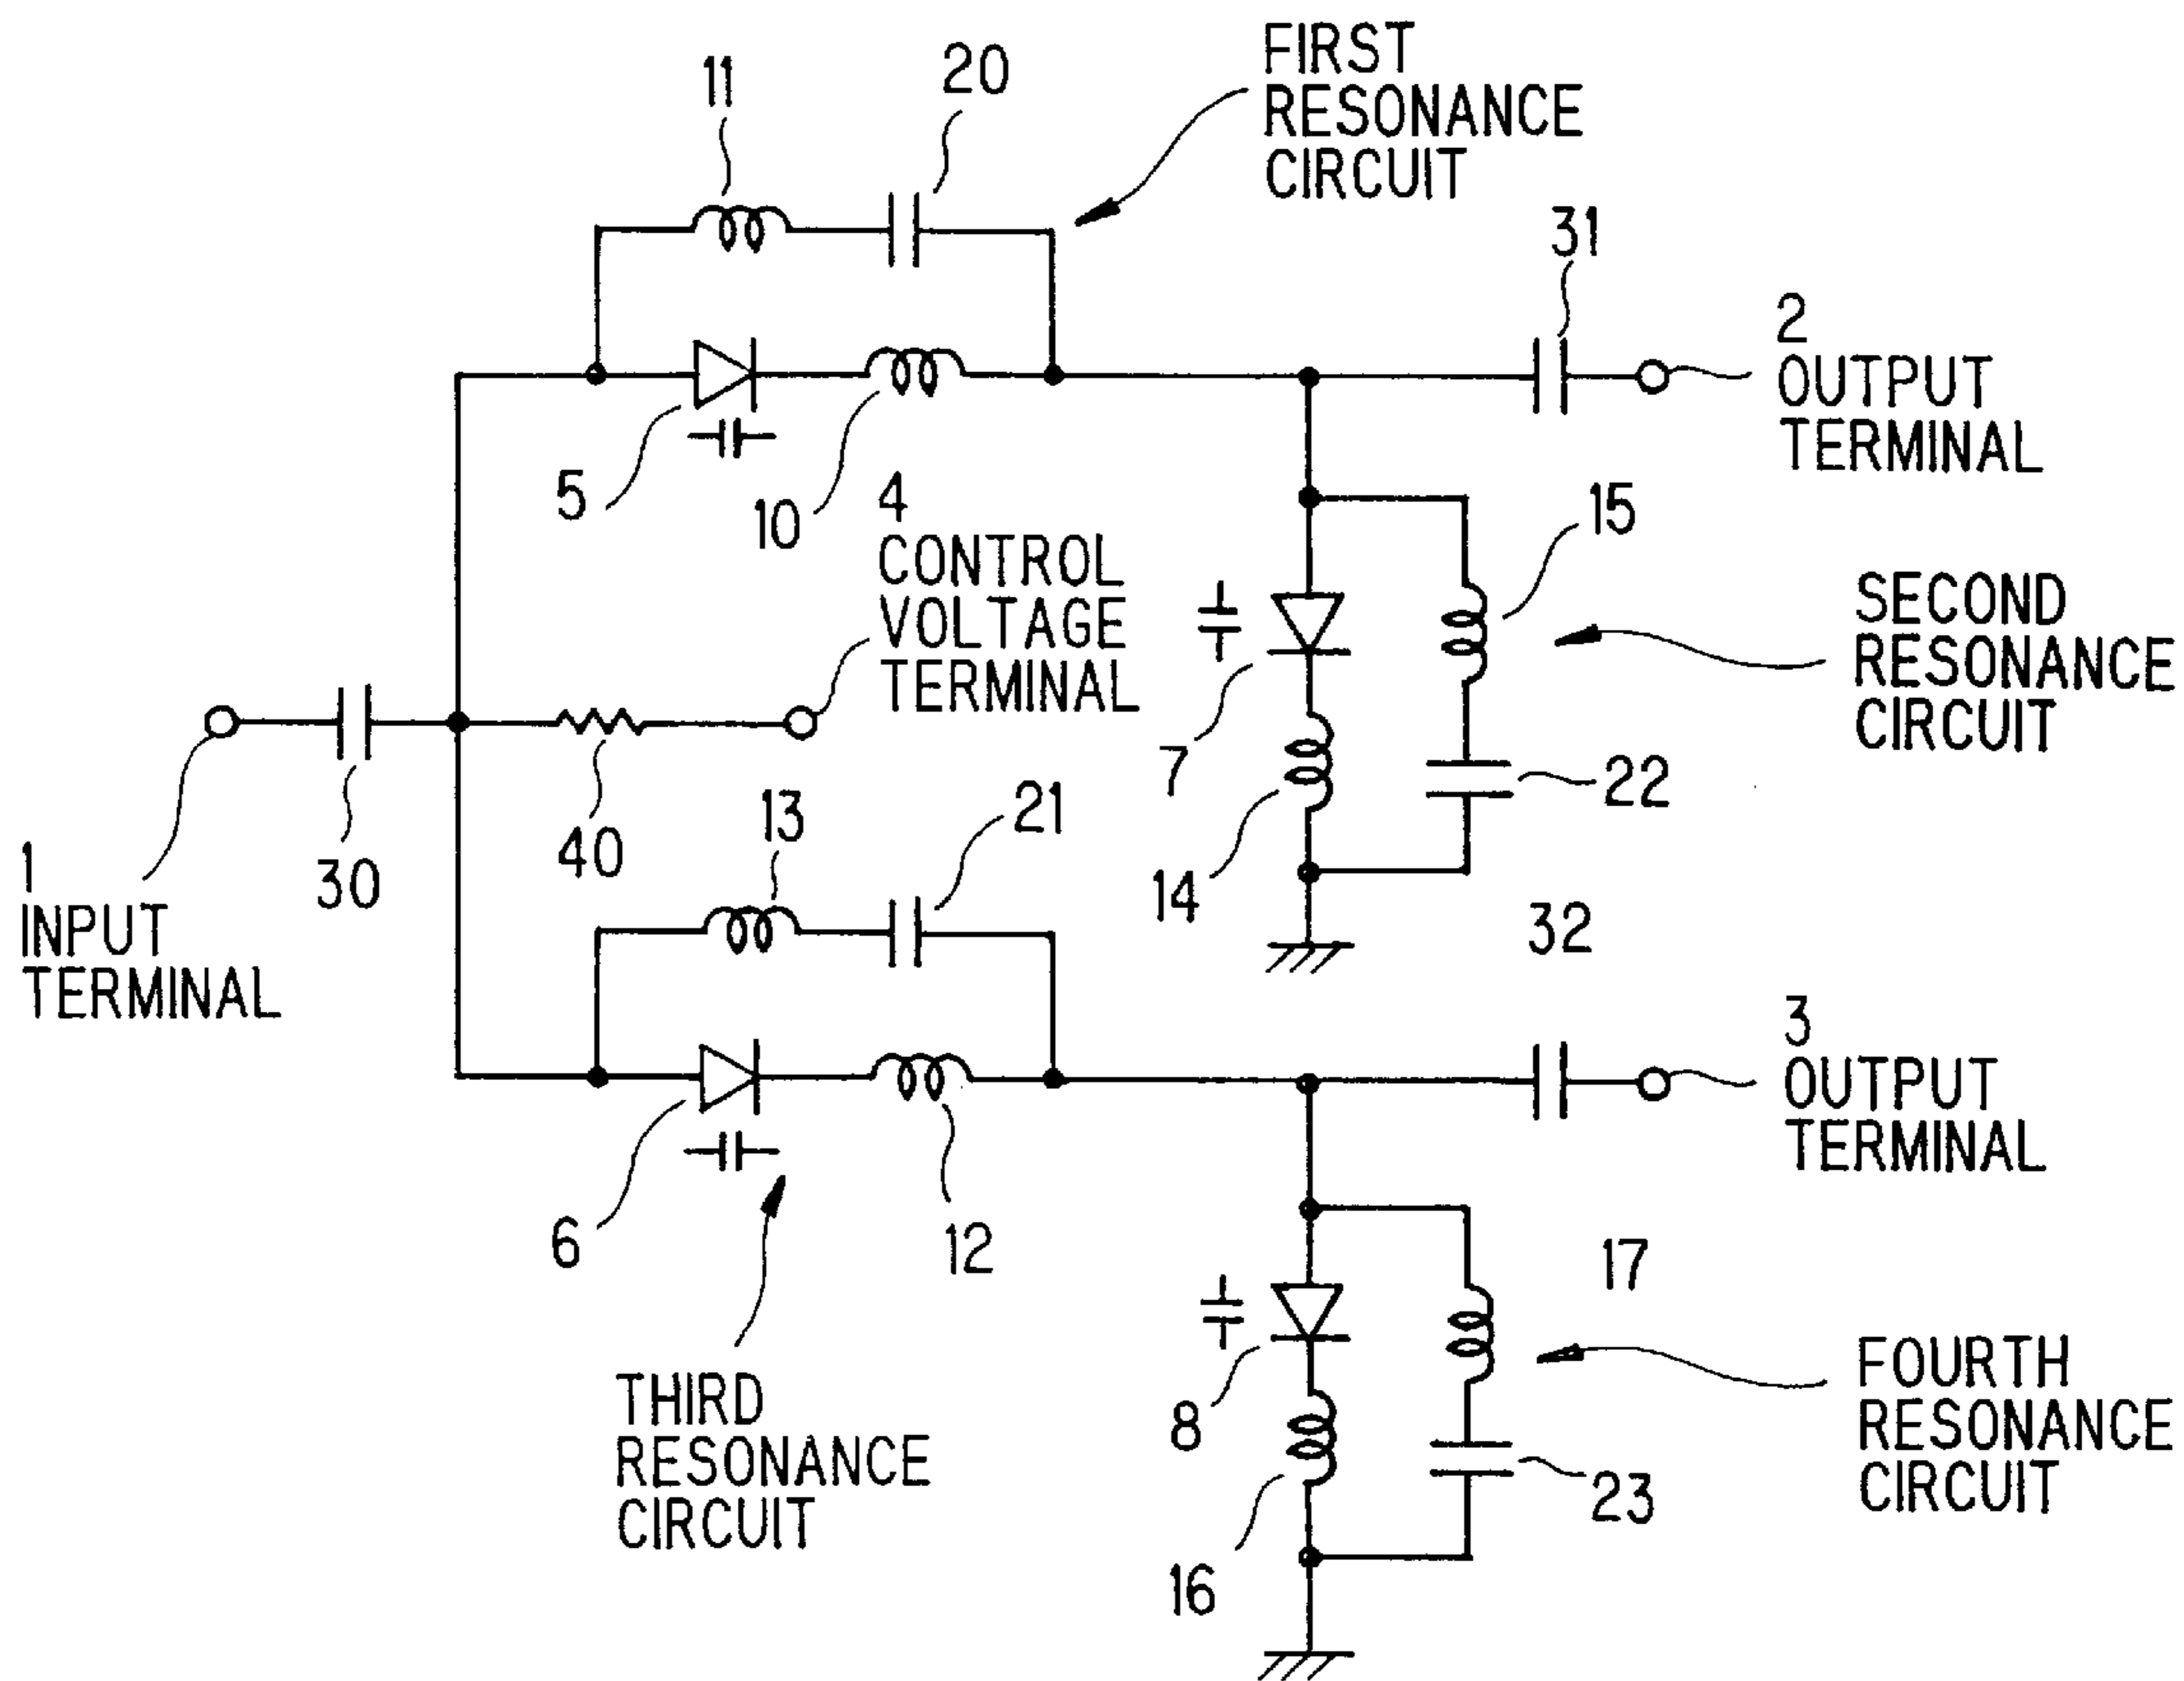 FIRST
RESONANCE
CIRCUIT
11
20
31
2
OUTPUT
TERMINAL
5
10
4
CONTROL
VOLTAGE
TERMINAL
15
SECOND
RESONANCE
CIRCUIT
7
22
14
1
INPUT
TERMINAL
30
40
13
21
32
3
OUTPUT
TERMINAL
6
12
17
THIRD
RESONANCE
CIRCUIT
8
FOURTH
RESONANCE
CIRCUIT
23
16